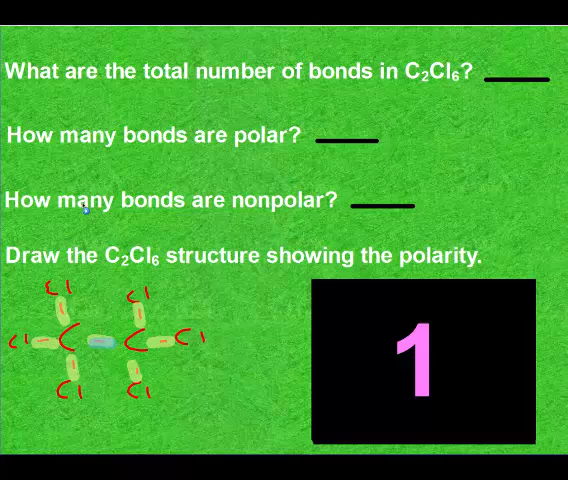 What are the total number of bonds in C₂Cl₆?
How many bonds are polar?
How many bonds are nonpolar?
Draw the C₂Cl₆ structure showing the polarity.
Cl Cl
Cl C C Cl
Cl Cl
1